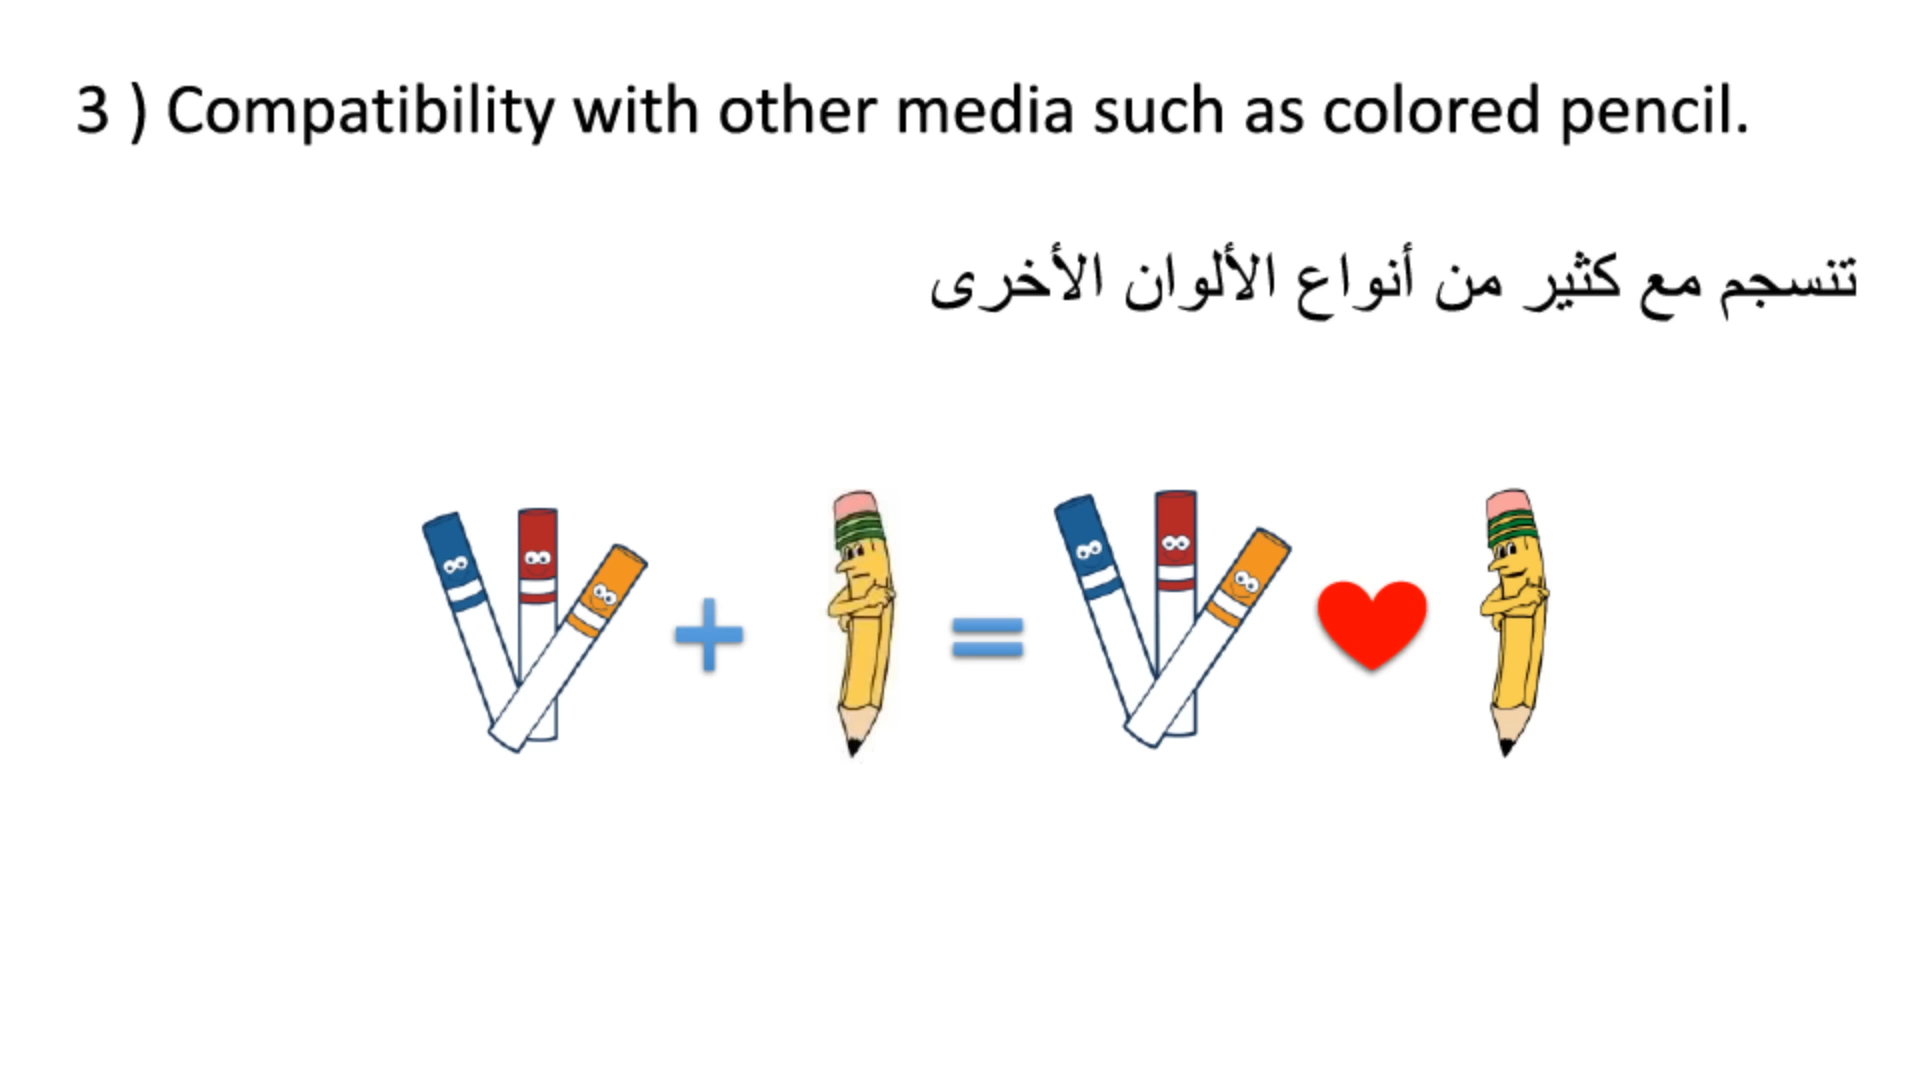 3 ) Compatibility with other media such as colored pencil.
تنسجم مع كثير من أنواع الألوان الأخرى